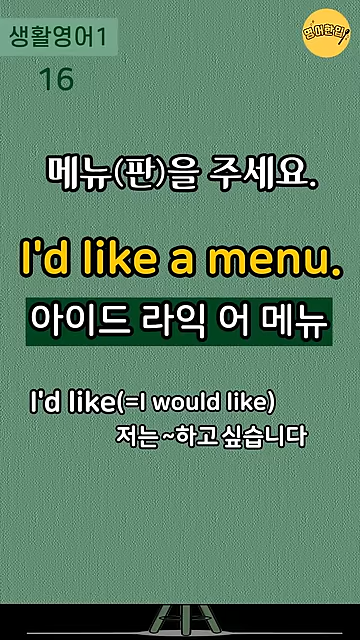 생활영어1
영어한입
16
메뉴(판)을 주세요.
I'd like a menu.
아이드 라익 어 메뉴
I'd like(=I would like)
저는 ~하고 싶습니다